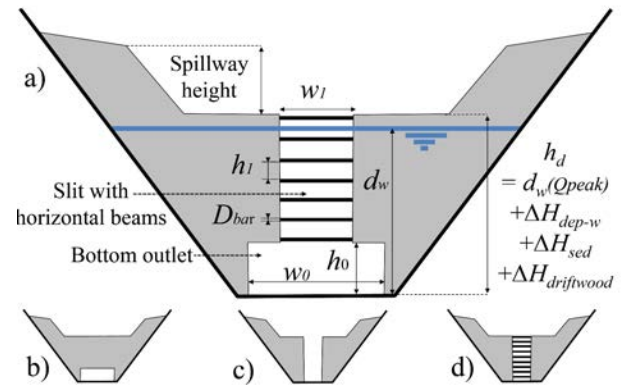 a)
Spillway
height
w1
h1
dw
hd
= dw(Qpeak)
+ΔHdep-w
+ΔHsed
+ΔHdriftwood
Slit with
horizontal beams
Dbar
Bottom outlet
w0
h0
b)
c)
d)